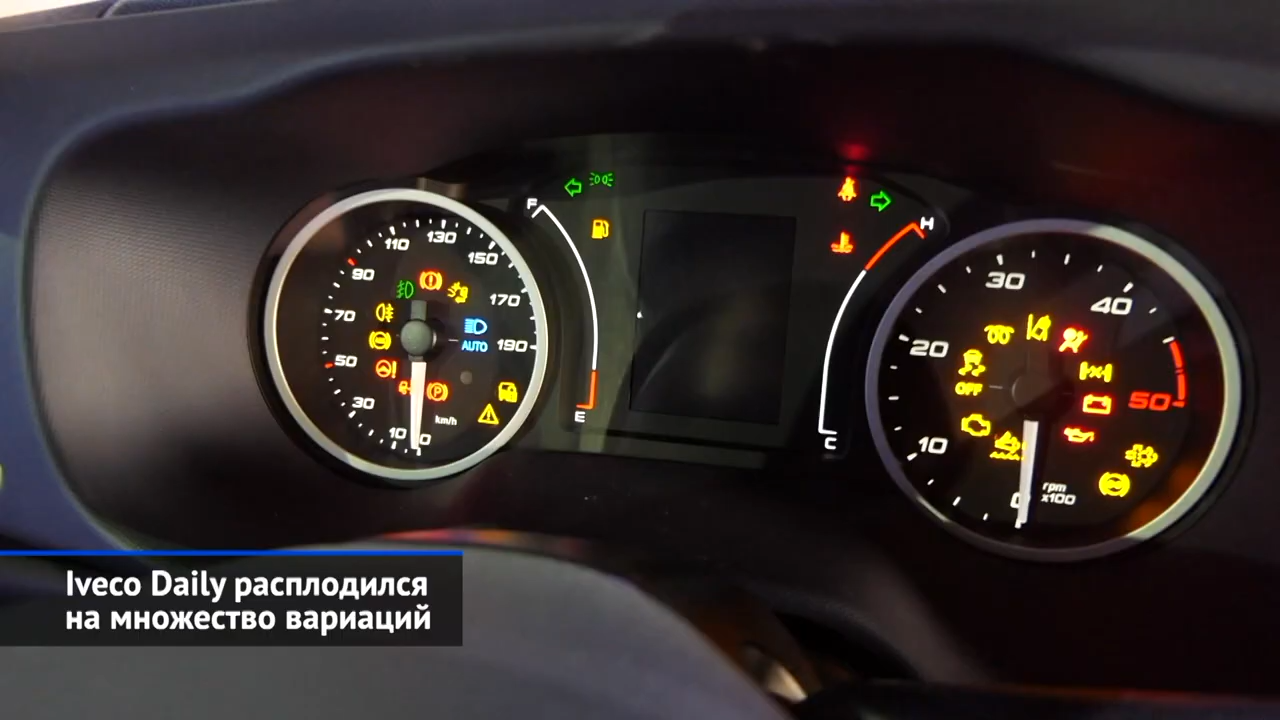 F
H
130
110
150
90
170
70
190
AUTO
50
30
km/h
10
0
E
C
30
40
20
OFF
50
10
rpm
x100
0
P
Iveco Daily расплодился
на множество вариаций